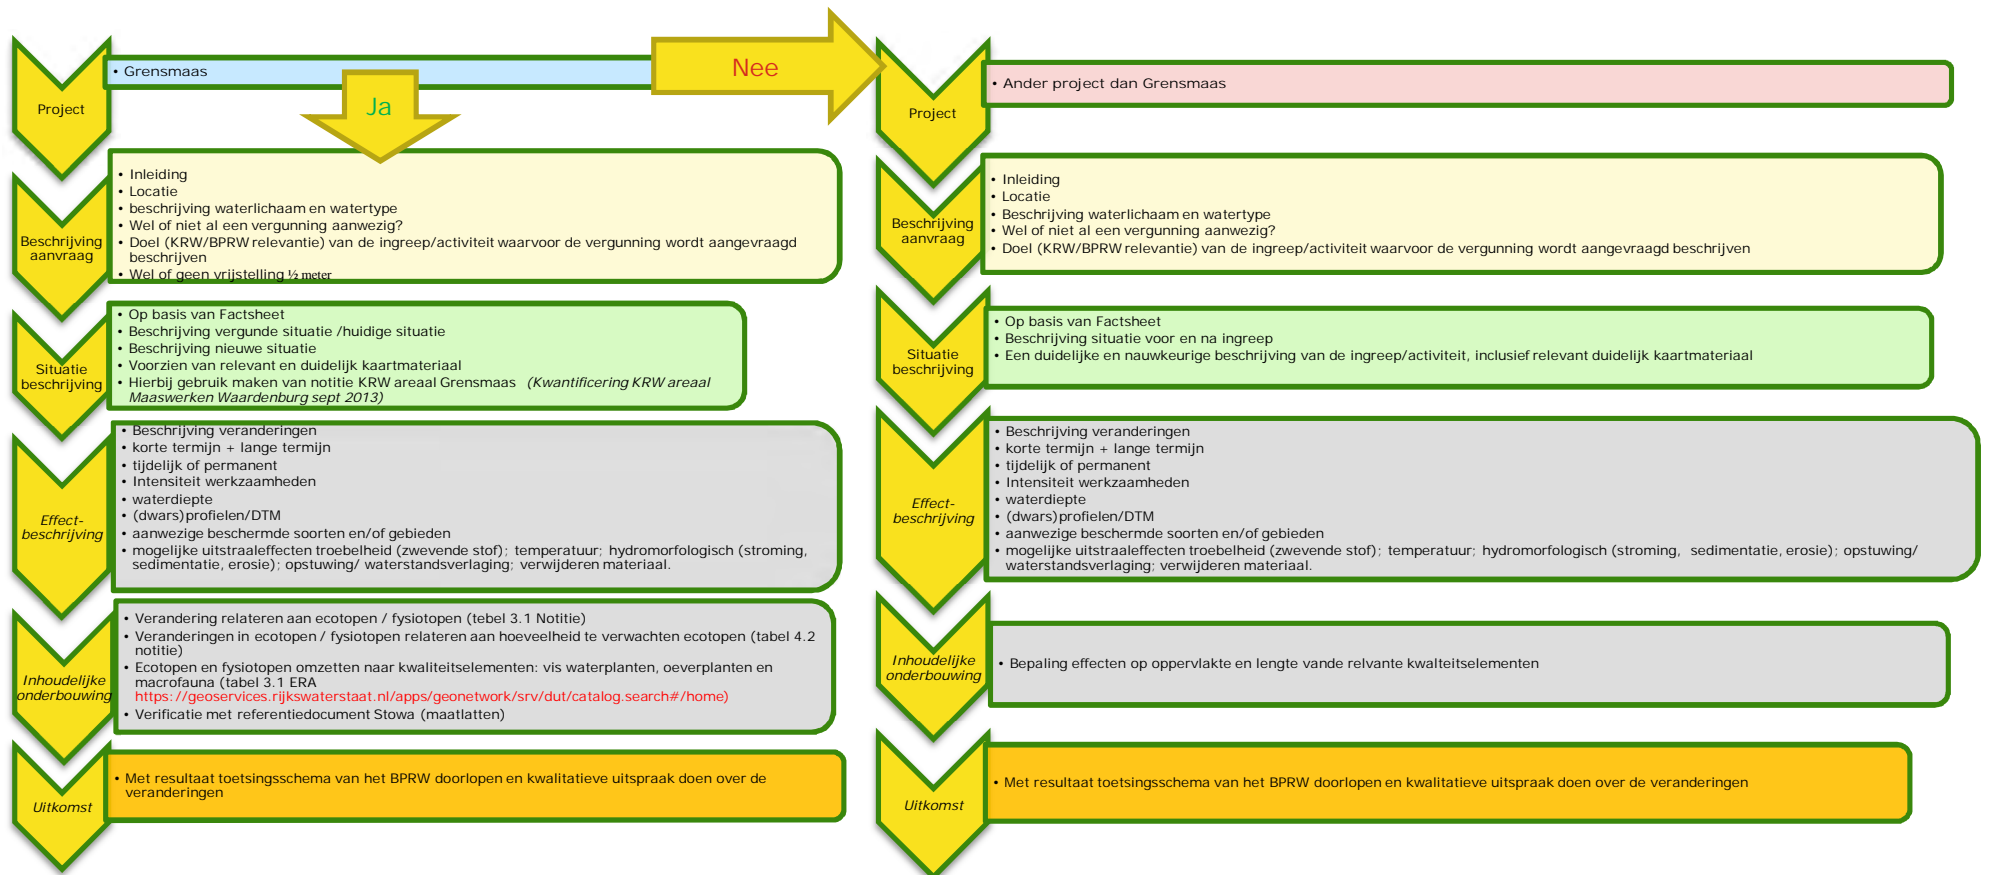 Project
• Grensmaas
Ja
Nee
Beschrijving
aanvraag
• Inleiding
• Locatie
• beschrijving waterlichaam en watertype
• Wel of niet al een vergunning aanwezig?
• Doel (KRW/BPRW relevantie) van de ingreep/activiteit waarvoor de vergunning wordt aangevraagd
beschrijven
• Wel of geen vrijstelling ½ meter
Situatie
beschrijving
• Op basis van Factsheet
• Beschrijving vergunde situatie /huidige situatie
• Beschrijving nieuwe situatie
• Voorzien van relevant en duidelijk kaartmateriaal
• Hierbij gebruik maken van notitie KRW areaal Grensmaas (Kwantificering KRW areaal
Maaswerken Waardenburg sept 2013)
Effect-
beschrijving
• Beschrijving veranderingen
• korte termijn + lange termijn
• tijdelijk of permanent
• Intensiteit werkzaamheden
• waterdiepte
• (dwars)profielen/DTM
• aanwezige beschermde soorten en/of gebieden
• mogelijke uitstraaleffecten troebelheid (zwevende stof); temperatuur; hydromorfologisch (stroming,
sedimentatie, erosie); opstuwing/ waterstandsverlaging; verwijderen materiaal.
Inhoudelijke
onderbouwing
• Verandering relateren aan ecotopen / fysiotopen (tebel 3.1 Notitie)
• Veranderingen in ecotopen / fysiotopen relateren aan hoeveelheid te verwachten ecotopen (tabel 4.2
notitie)
• Ecotopen en fysiotopen omzetten naar kwaliteitselementen: vis waterplanten, oeverplanten en
macrofauna (tabel 3.1 ERA
https://geoservices.rijkswaterstaat.nl/apps/geonetwork/srv/dut/catalog.search#/home)
• Verificatie met referentiedocument Stowa (maatlatten)
Uitkomst
• Met resultaat toetsingsschema van het BPRW doorlopen en kwalitatieve uitspraak doen over de
veranderingen
Project
• Ander project dan Grensmaas
Beschrijving
aanvraag
• Inleiding
• Locatie
• Beschrijving waterlichaam en watertype
• Wel of niet al een vergunning aanwezig?
• Doel (KRW/BPRW relevantie) van de ingreep/activiteit waarvoor de vergunning wordt aangevraagd beschrijven
Situatie
beschrijving
• Op basis van Factsheet
• Beschrijving situatie voor en na ingreep
• Een duidelijke en nauwkeurige beschrijving van de ingreep/activiteit, inclusief relevant duidelijk kaartmateriaal
Effect-
beschrijving
• Beschrijving veranderingen
• korte termijn + lange termijn
• tijdelijk of permanent
• Intensiteit werkzaamheden
• waterdiepte
• (dwars)profielen/DTM
• aanwezige beschermde soorten en/of gebieden
• mogelijke uitstraaleffecten troebelheid (zwevende stof); temperatuur; hydromorfologisch (stroming, sedimentatie, erosie); opstuwing/
waterstandsverlaging; verwijderen materiaal.
Inhoudelijke
onderbouwing
• Bepaling effecten op oppervlakte en lengte vande relvante kwalteitselementen
Uitkomst
• Met resultaat toetsingsschema van het BPRW doorlopen en kwalitatieve uitspraak doen over de veranderingen